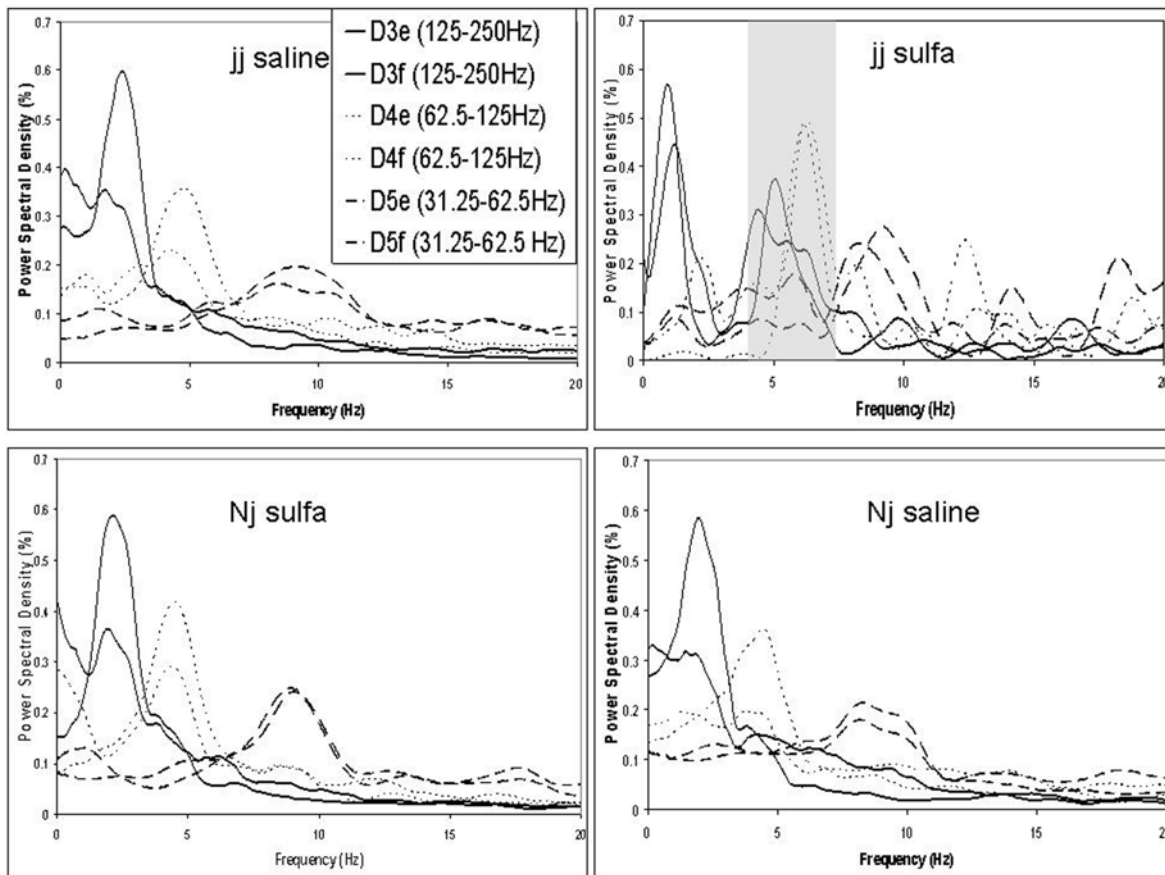 jj saline
D3e (125-250Hz)
D3f (125-250Hz)
D4e (62.5-125Hz)
D4f (62.5-125Hz)
D5e (31.25-62.5Hz)
D5f (31.25-62.5 Hz)
Power Spectral Density (%)
0.7
0.6
0.5
0.4
0.3
0.2
0.1
0
0 5 10 15 20
Frequency (Hz)
jj sulfa
Power Spectral Density (%)
0.7
0.6
0.5
0.4
0.3
0.2
0.1
0
0 5 10 15 20
Frequency (Hz)
Nj sulfa
Power Spectral Density (%)
0.7
0.6
0.5
0.4
0.3
0.2
0.1
0
0 5 10 15 20
Frequency (Hz)
Nj saline
Power Spectral Density (%)
0.7
0.6
0.5
0.4
0.3
0.2
0.1
0
0 5 10 15 20
Frequency (Hz)